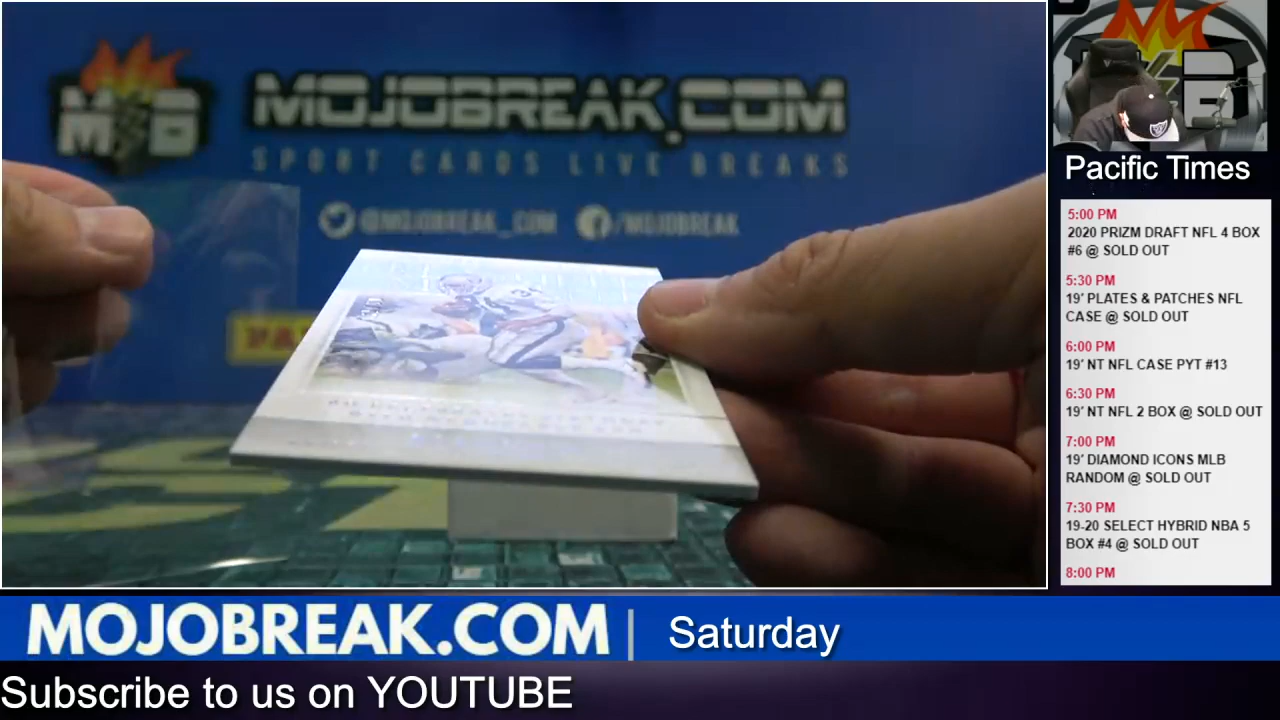 MOJOBREAK.COM
SPORT CARDS LIVE BREAKS
@MOJOBREAK_COM
/MOJOBREAK
Pacific Times
5:00 PM
2020 PRIZM DRAFT NFL 4 BOX
#6 @ SOLD OUT
5:30 PM
19' PLATES & PATCHES NFL
CASE @ SOLD OUT
6:00 PM
19' NT NFL CASE PYT #13
6:30 PM
19' NT NFL 2 BOX @ SOLD OUT
7:00 PM
19' DIAMOND ICONS MLB
RANDOM @ SOLD OUT
7:30 PM
19-20 SELECT HYBRID NBA 5
BOX #4 @ SOLD OUT
8:00 PM
MOJOBREAK.COM | Saturday
Subscribe to us on YOUTUBE